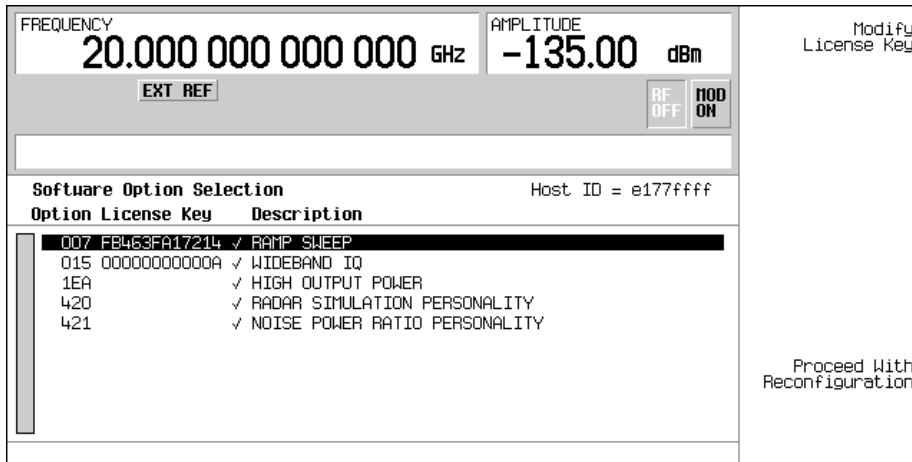 FREQUENCY
20.000 000 000 000 GHz
AMPLITUDE
-135.00 dBm
EXT REF
RF OFF
MOD ON
Software Option Selection Host ID = e177ffff
Option License Key Description
007 FB463FA17214 √ RAMP SWEEP
015 00000000000A √ WIDEBAND IQ
1EA √ HIGH OUTPUT POWER
420 √ RADAR SIMULATION PERSONALITY
421 √ NOISE POWER RATIO PERSONALITY
Modify
License Key
Proceed With
Reconfiguration